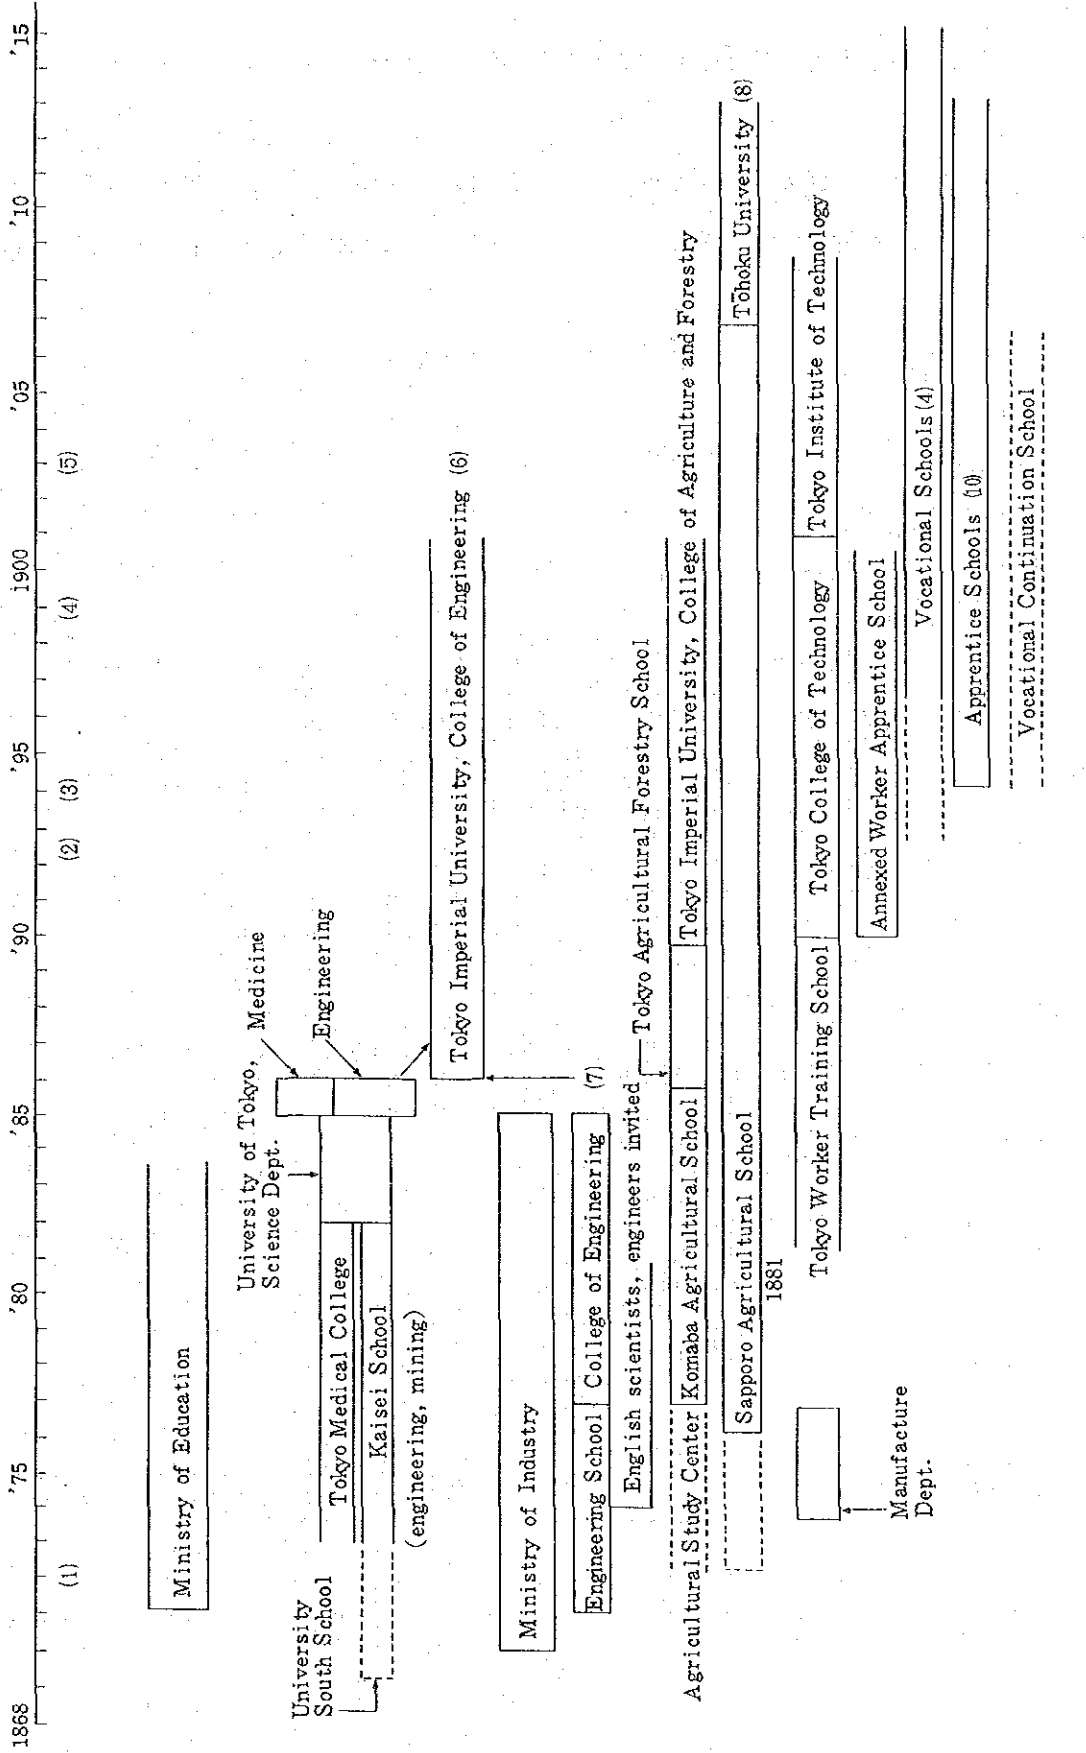 1868
'75
'80
'85
'90
'95
1900
'05
'10
'15
(1)
(2)
(3)
(4)
(5)
Ministry of Education
University of Tokyo,
Science Dept.
Medicine
Engineering
University
South School
Tokyo Medical College
Kaisei School
(engineering, mining)
Tokyo Imperial University, College of Engineering (6)
Ministry of Industry
Engineering School
College of Engineering
(7)
English scientists, engineers invited
Tokyo Agricultural Forestry School
Agricultural Study Center
Komaba Agricultural School
Tokyo Imperial University, College of Agriculture and Forestry
Sapporo Agricultural School
Tōhoku University (8)
1881
Tokyo Worker Training School
Tokyo College of Technology
Tokyo Institute of Technology
Manufacture
Dept.
Annexed Worker Apprentice School
Vocational Schools (4)
Apprentice Schools (10)
Vocational Continuation School